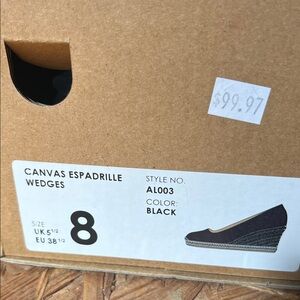 $99.97
CANVAS ESPADRILLE
WEDGES
STYLE NO.
AL003
COLOR:
BLACK
SIZE:
8
UK.5 1/2
EU.38 1/2